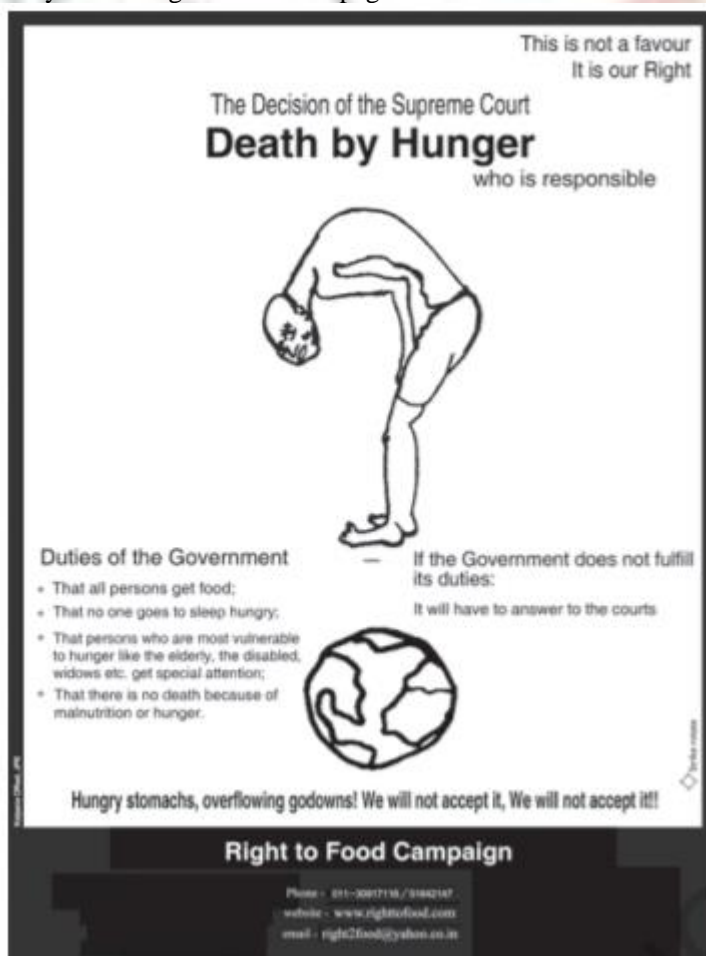 This is not a favour
It is our Right
The Decision of the Supreme Court
Death by Hunger
who is responsible
Duties of the Government
• That all persons get food;
• That no one goes to sleep hungry;
• That persons who are most vulnerable
to hunger like the elderly, the disabled,
widows etc. get special attention;
• That there is no death because of
malnutrition or hunger.
If the Government does not fulfill
its duties:
It will have to answer to the courts
Hungry stomachs, overflowing godowns! We will not accept it, We will not accept it!!
Right to Food Campaign
Phone -
website - www.righttofood.com
email - right2food@yahoo.co.in